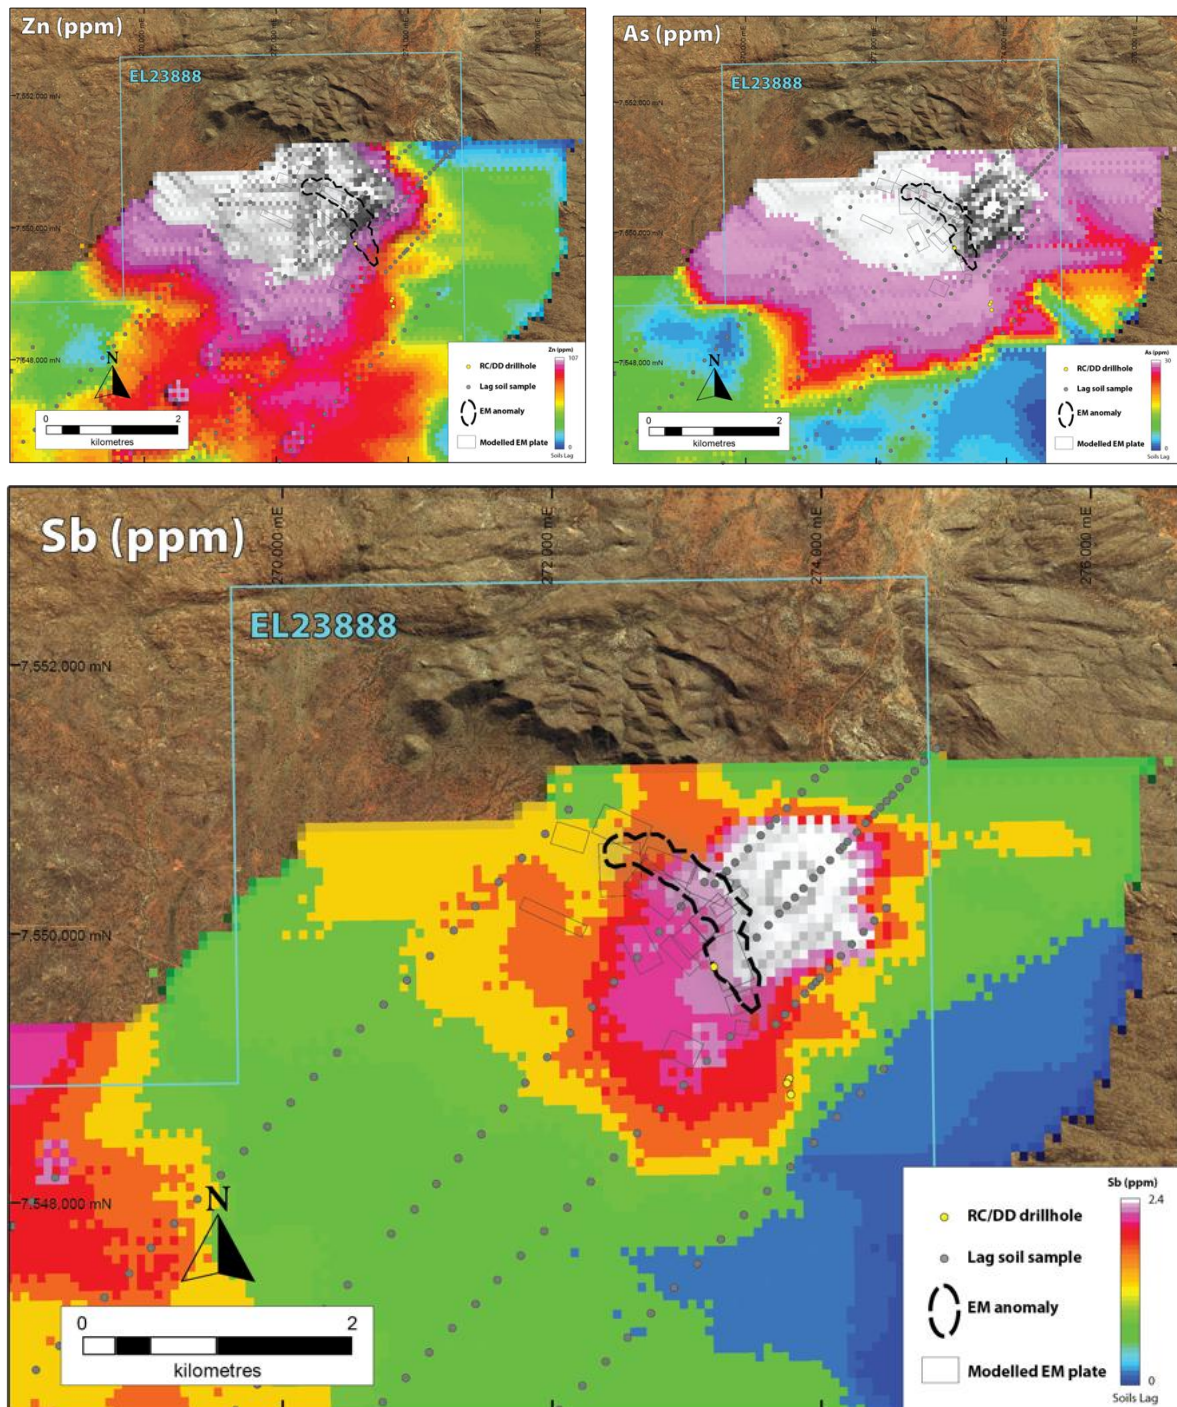 Zn (ppm)
EL23888
7,552,000 mN
7,550,000 mN
7,548,000 mN
N
0 2
kilometres
Zn (ppm)
107
0
Soils Lag
RC/DD drillhole
Lag soil sample
EM anomaly
Modelled EM plate
As (ppm)
EL23888
7,552,000 mN
7,550,000 mN
7,548,000 mN
N
0 2
kilometres
As (ppm)
30
0
Soils Lag
RC/DD drillhole
Lag soil sample
EM anomaly
Modelled EM plate
Sb (ppm)
270,000 mE
272,000 mE
274,000 mE
276,000 mE
EL23888
7,552,000 mN
7,550,000 mN
7,548,000 mN
N
0 2
kilometres
Sb (ppm)
2.4
0
Soils Lag
RC/DD drillhole
Lag soil sample
EM anomaly
Modelled EM plate